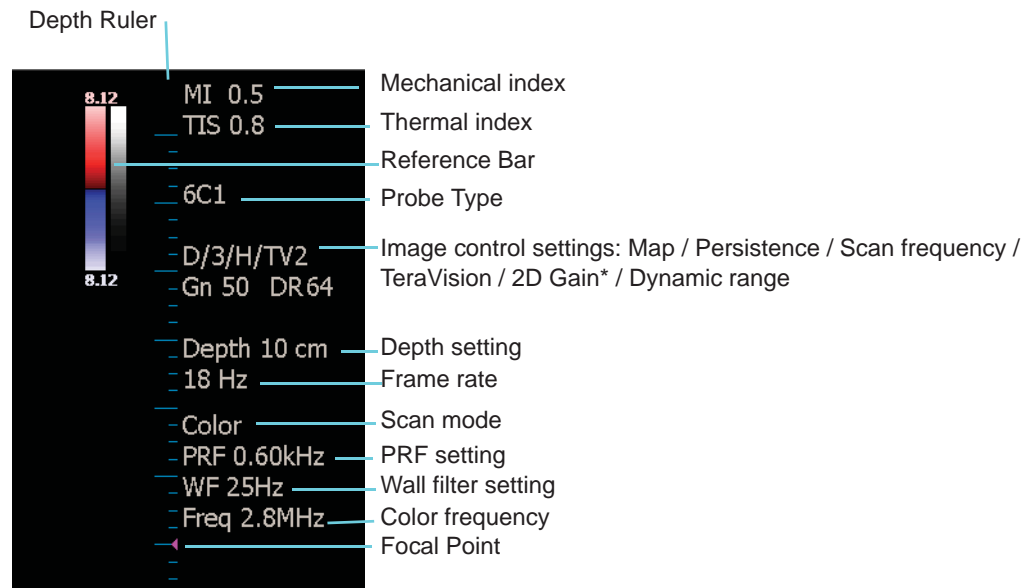 Depth Ruler
8.12
MI 0.5
Mechanical index
TIS 0.8
Thermal index
Reference Bar
6C1
Probe Type
D/3/H/TV2
Image control settings: Map / Persistence / Scan frequency /
8.12
Gn 50 DR64
TeraVision / 2D Gain* / Dynamic range
Depth 10 cm
Depth setting
18 Hz
Frame rate
Color
Scan mode
PRF 0.60kHz
PRF setting
WF 25Hz
Wall filter setting
Freq 2.8MHz
Color frequency
Focal Point